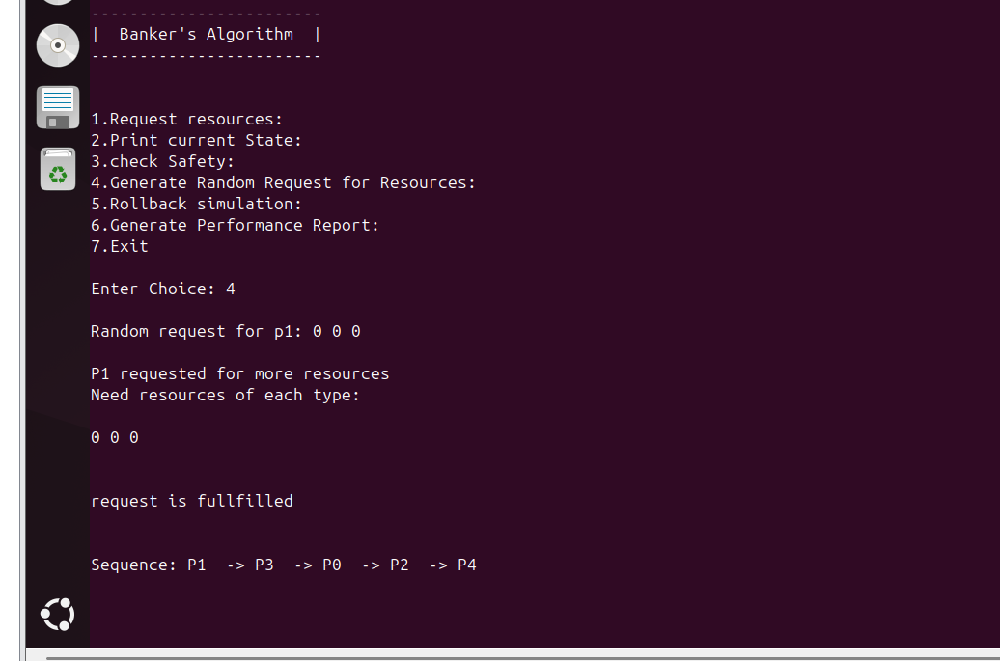 ------------------------
|  Banker's Algorithm  |
------------------------
1.Request resources:
2.Print current State:
3.check Safety:
4.Generate Random Request for Resources:
5.Rollback simulation:
6.Generate Performance Report:
7.Exit
Enter Choice: 4
Random request for p1: 0 0 0
P1 requested for more resources
Need resources of each type:
0 0 0
request is fullfilled
Sequence: P1  -> P3  -> P0  -> P2  -> P4